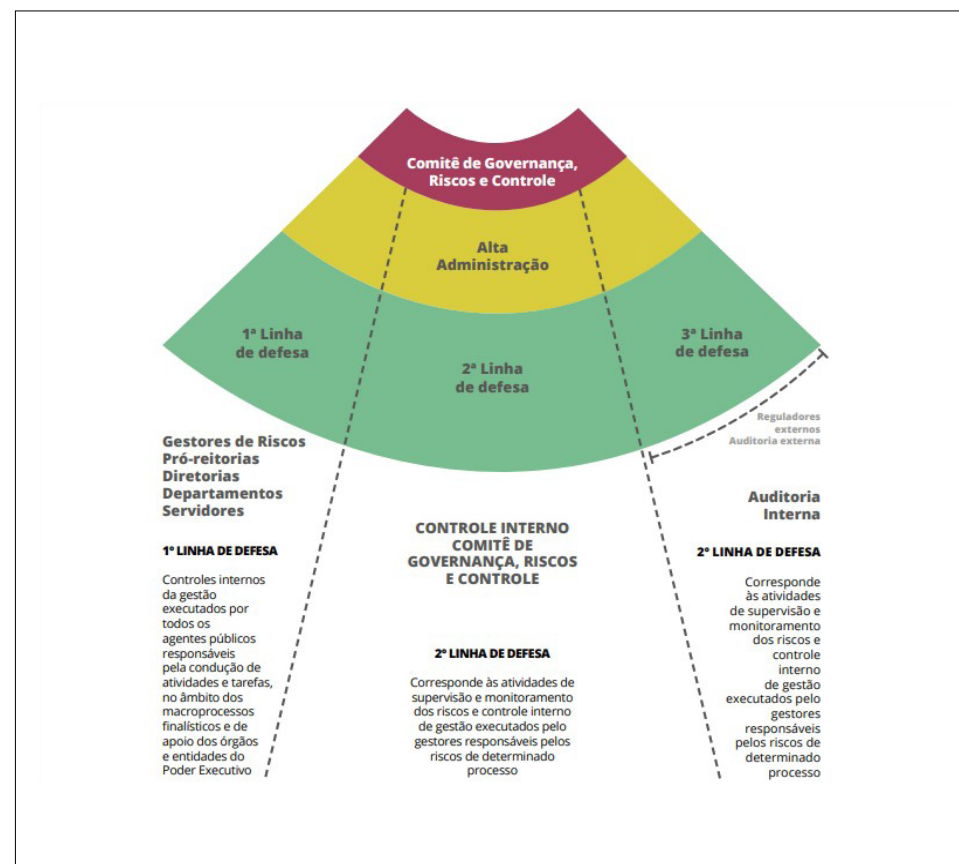 Comitê de Governança,
Riscos e Controle
Alta
Administração
1ª Linha
de defesa
2ª Linha
de defesa
3ª Linha
de defesa
Reguladores
externos
Auditoria externa
Gestores de Riscos
Pró-reitorias
Diretorias
Departamentos
Servidores
1º LINHA DE DEFESA
Controles internos
da gestão
executados por
todos os
agentes públicos
responsáveis
pela condução de
atividades e tarefas,
no âmbito dos
macroprocessos
finalísticos e de
apoio dos órgãos
e entidades do
Poder Executivo
CONTROLE INTERNO
COMITÊ DE
GOVERNANÇA, RISCOS
E CONTROLE
2º LINHA DE DEFESA
Corresponde às atividades de
supervisão e monitoramento
dos riscos e controle interno
de gestão executados pelo
gestores responsáveis pelos
riscos de determinado
processo
Auditoria
Interna
2º LINHA DE DEFESA
Corresponde
às atividades
de supervisão e
monitoramento
dos riscos e
controle
interno
de gestão
executados pelo
gestores
responsáveis
pelos riscos de
determinado
processo